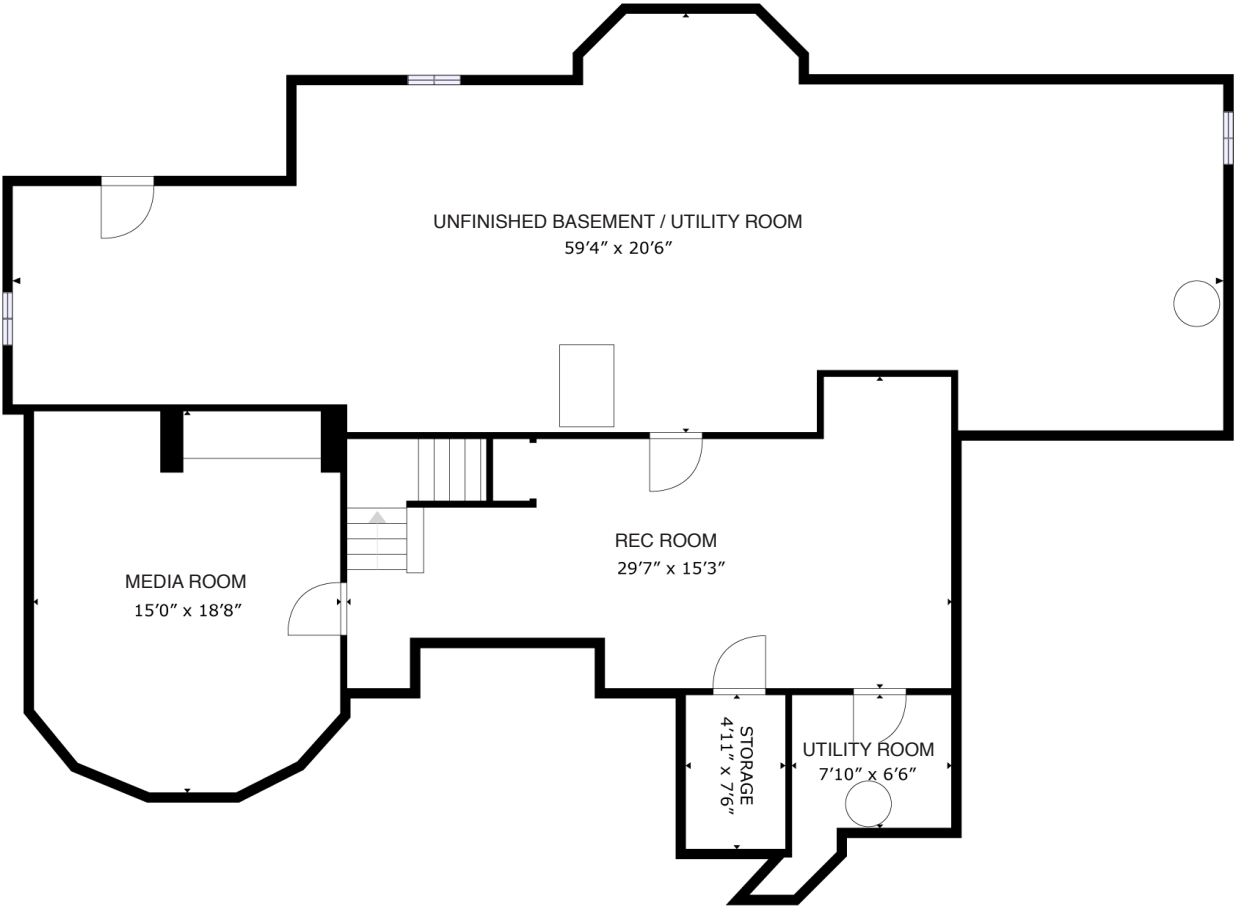 UNFINISHED BASEMENT / UTILITY ROOM
59′4″ x 20′6″
REC ROOM
29′7″ x 15′3″
MEDIA ROOM
15′0″ x 18′8″
STORAGE
4′11″ x 7′6″
UTILITY ROOM
7′10″ x 6′6″